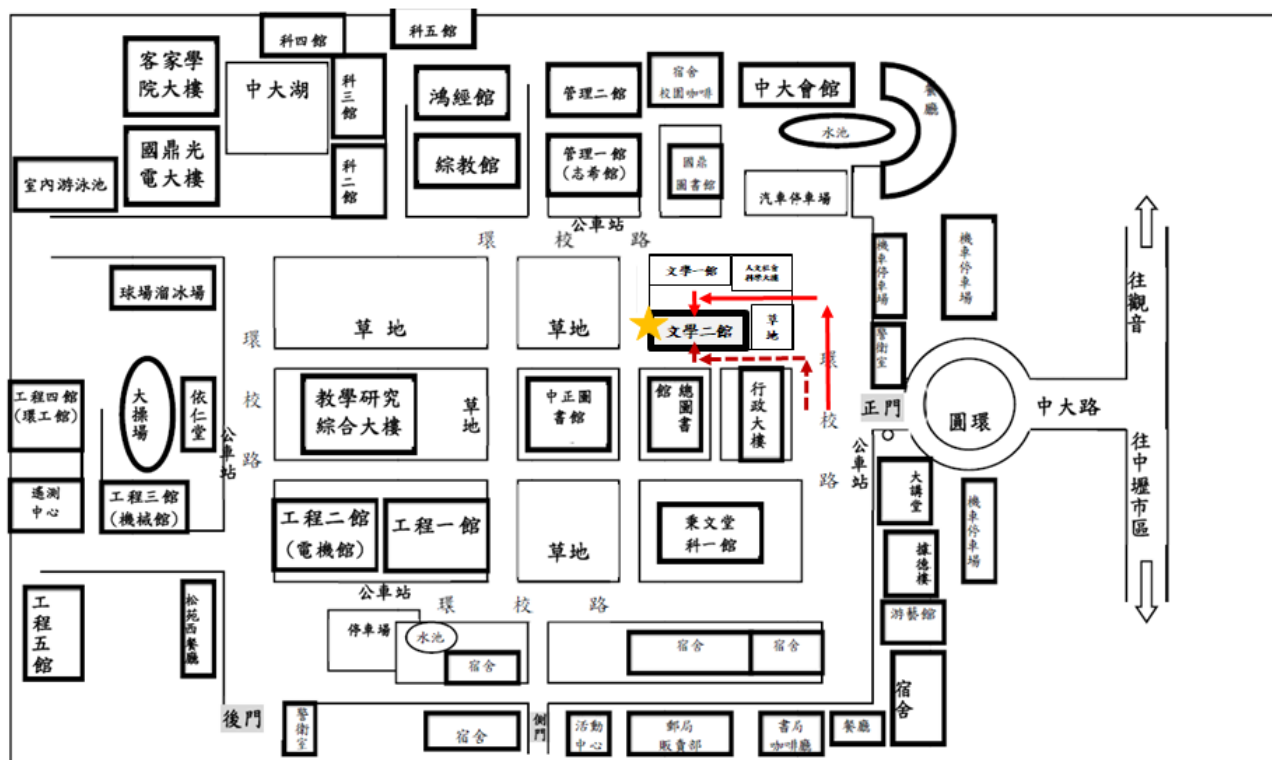 科四館
科五館
客家學
院大樓
中大湖
科三館
鴻經館
管理二館
宿舍
校園咖啡
中大會館
餐廳
水池
國鼎光
電大樓
室內游泳池
科二館
綜教館
管理一館
(志希館)
國鼎
圖書館
汽車停車場
公車站
環校路
機車停車場
機車停車場
往觀音
文學一館
人文社會
科學大樓
球場溜冰場
草地
草地
文學二館
草地
警衛室
環校路
環校路
工程四館
(環工館)
大操場
依仁堂
公車站
教學研究
綜合大樓
草地
中正圖
書館
總圖書
館
行政大樓
正門
圓環
中大路
往中壢市區
公車站
遙測
中心
工程三館
(機械館)
工程二館
(電機館)
工程一館
草地
秉文堂
科一館
大講堂
機車停車場
據德樓
公車站
環校路
工程五館
松苑西餐廳
停車場
水池
宿舍
宿舍
宿舍
游藝館
宿舍
後門
警衛室
宿舍
側門
活動
中心
郵局
販賣部
書局
咖啡廳
餐廳